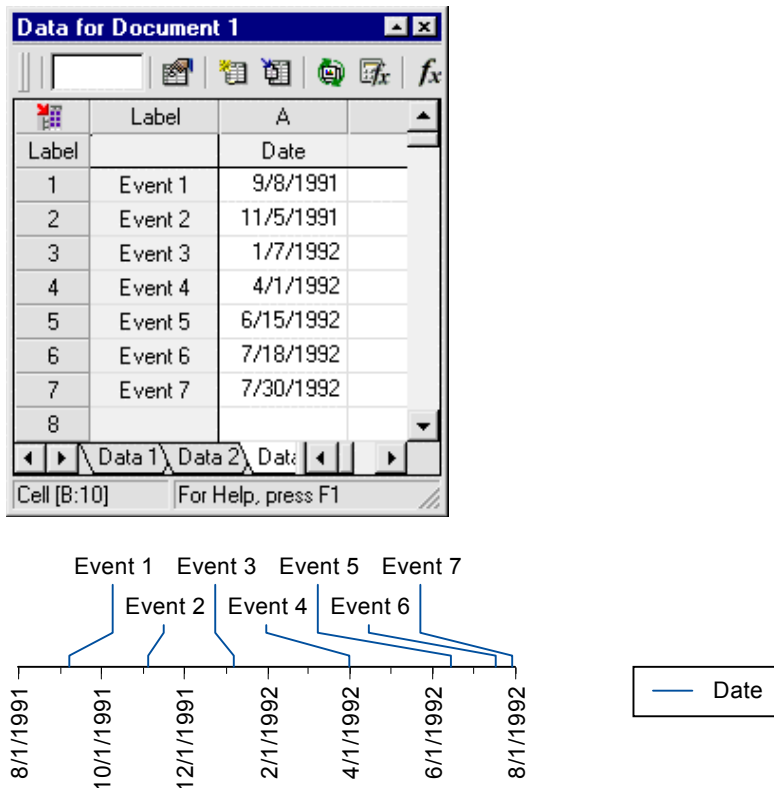 Data for Document 1
fx
Label A
Label Date
1 Event 1 9/8/1991
2 Event 2 11/5/1991
3 Event 3 1/7/1992
4 Event 4 4/1/1992
5 Event 5 6/15/1992
6 Event 6 7/18/1992
7 Event 7 7/30/1992
8
Data 1 Data 2 Data
Cell [B:10] For Help, press F1
Event 1 Event 3 Event 5 Event 7
Event 2 Event 4 Event 6
8/1/1991 10/1/1991 12/1/1991 2/1/1992 4/1/1992 6/1/1992 8/1/1992
Date